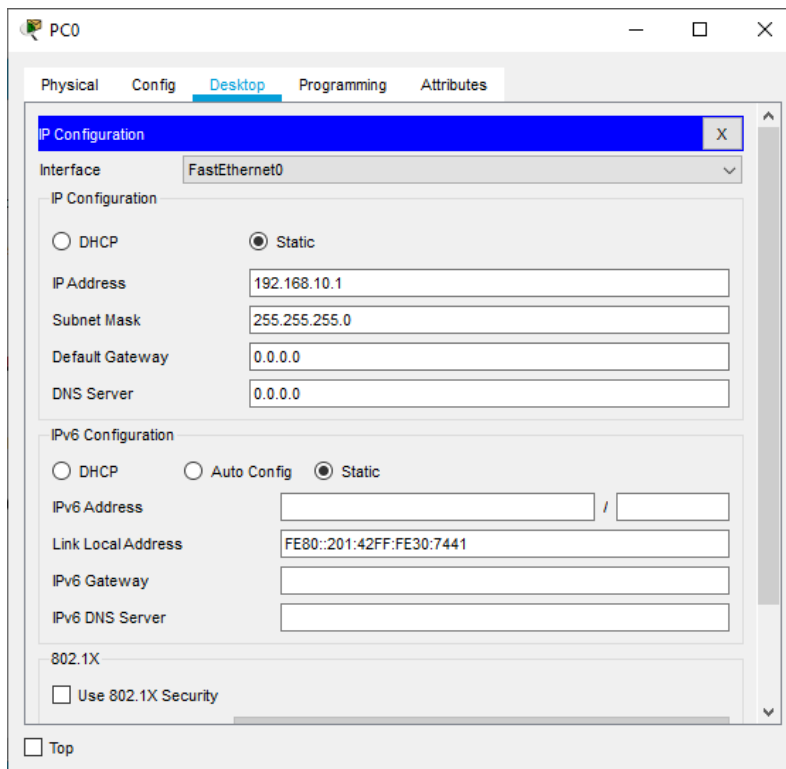 PC0
Physical Config Desktop Programming Attributes
IP Configuration X
Interface FastEthernet0
IP Configuration
DHCP Static
IP Address 192.168.10.1
Subnet Mask 255.255.255.0
Default Gateway 0.0.0.0
DNS Server 0.0.0.0
IPv6 Configuration
DHCP Auto Config Static
IPv6 Address /
Link Local Address FE80::201:42FF:FE30:7441
IPv6 Gateway
IPv6 DNS Server
802.1X
Use 802.1X Security
Top